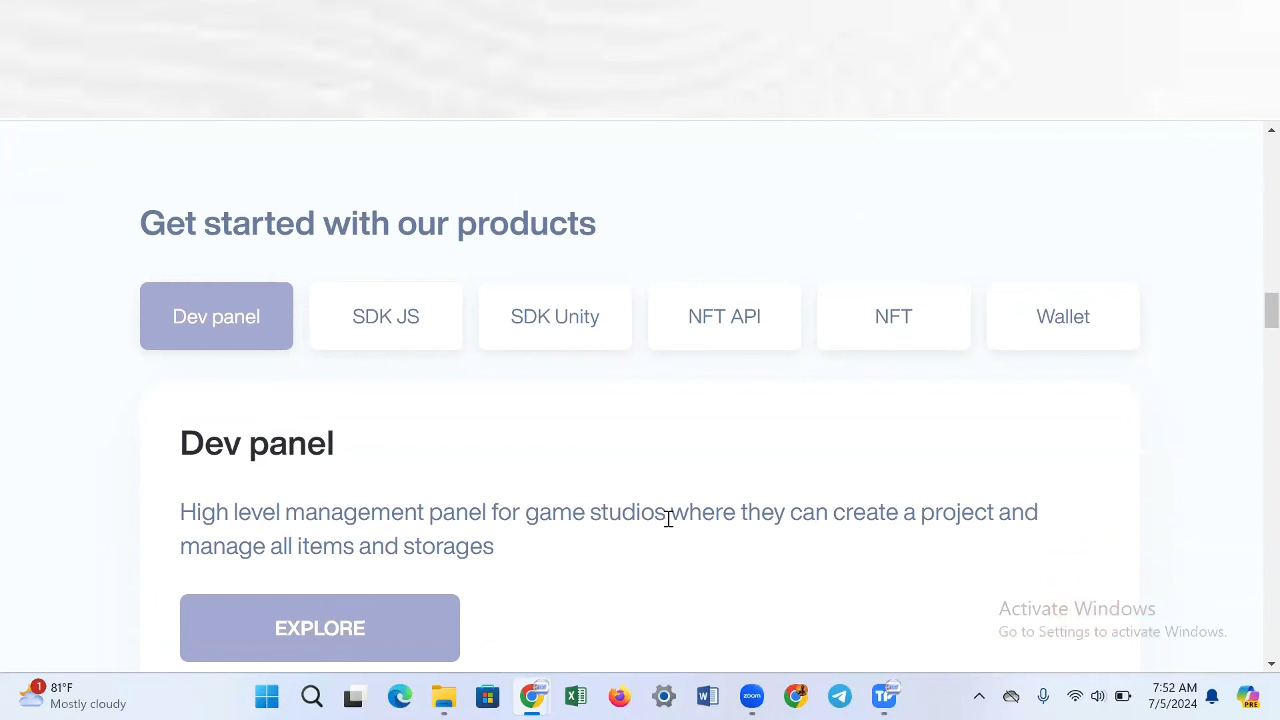 Get started with our products
Dev panel
SDK JS
SDK Unity
NFT API
NFT
Wallet
Dev panel
High level management panel for game studios where they can create a project and
manage all items and storages
EXPLORE
Activate Windows
Go to Settings to activate Windows.
1
81°F
Mostly cloudy
7:52 AM
7/5/2024
PRE